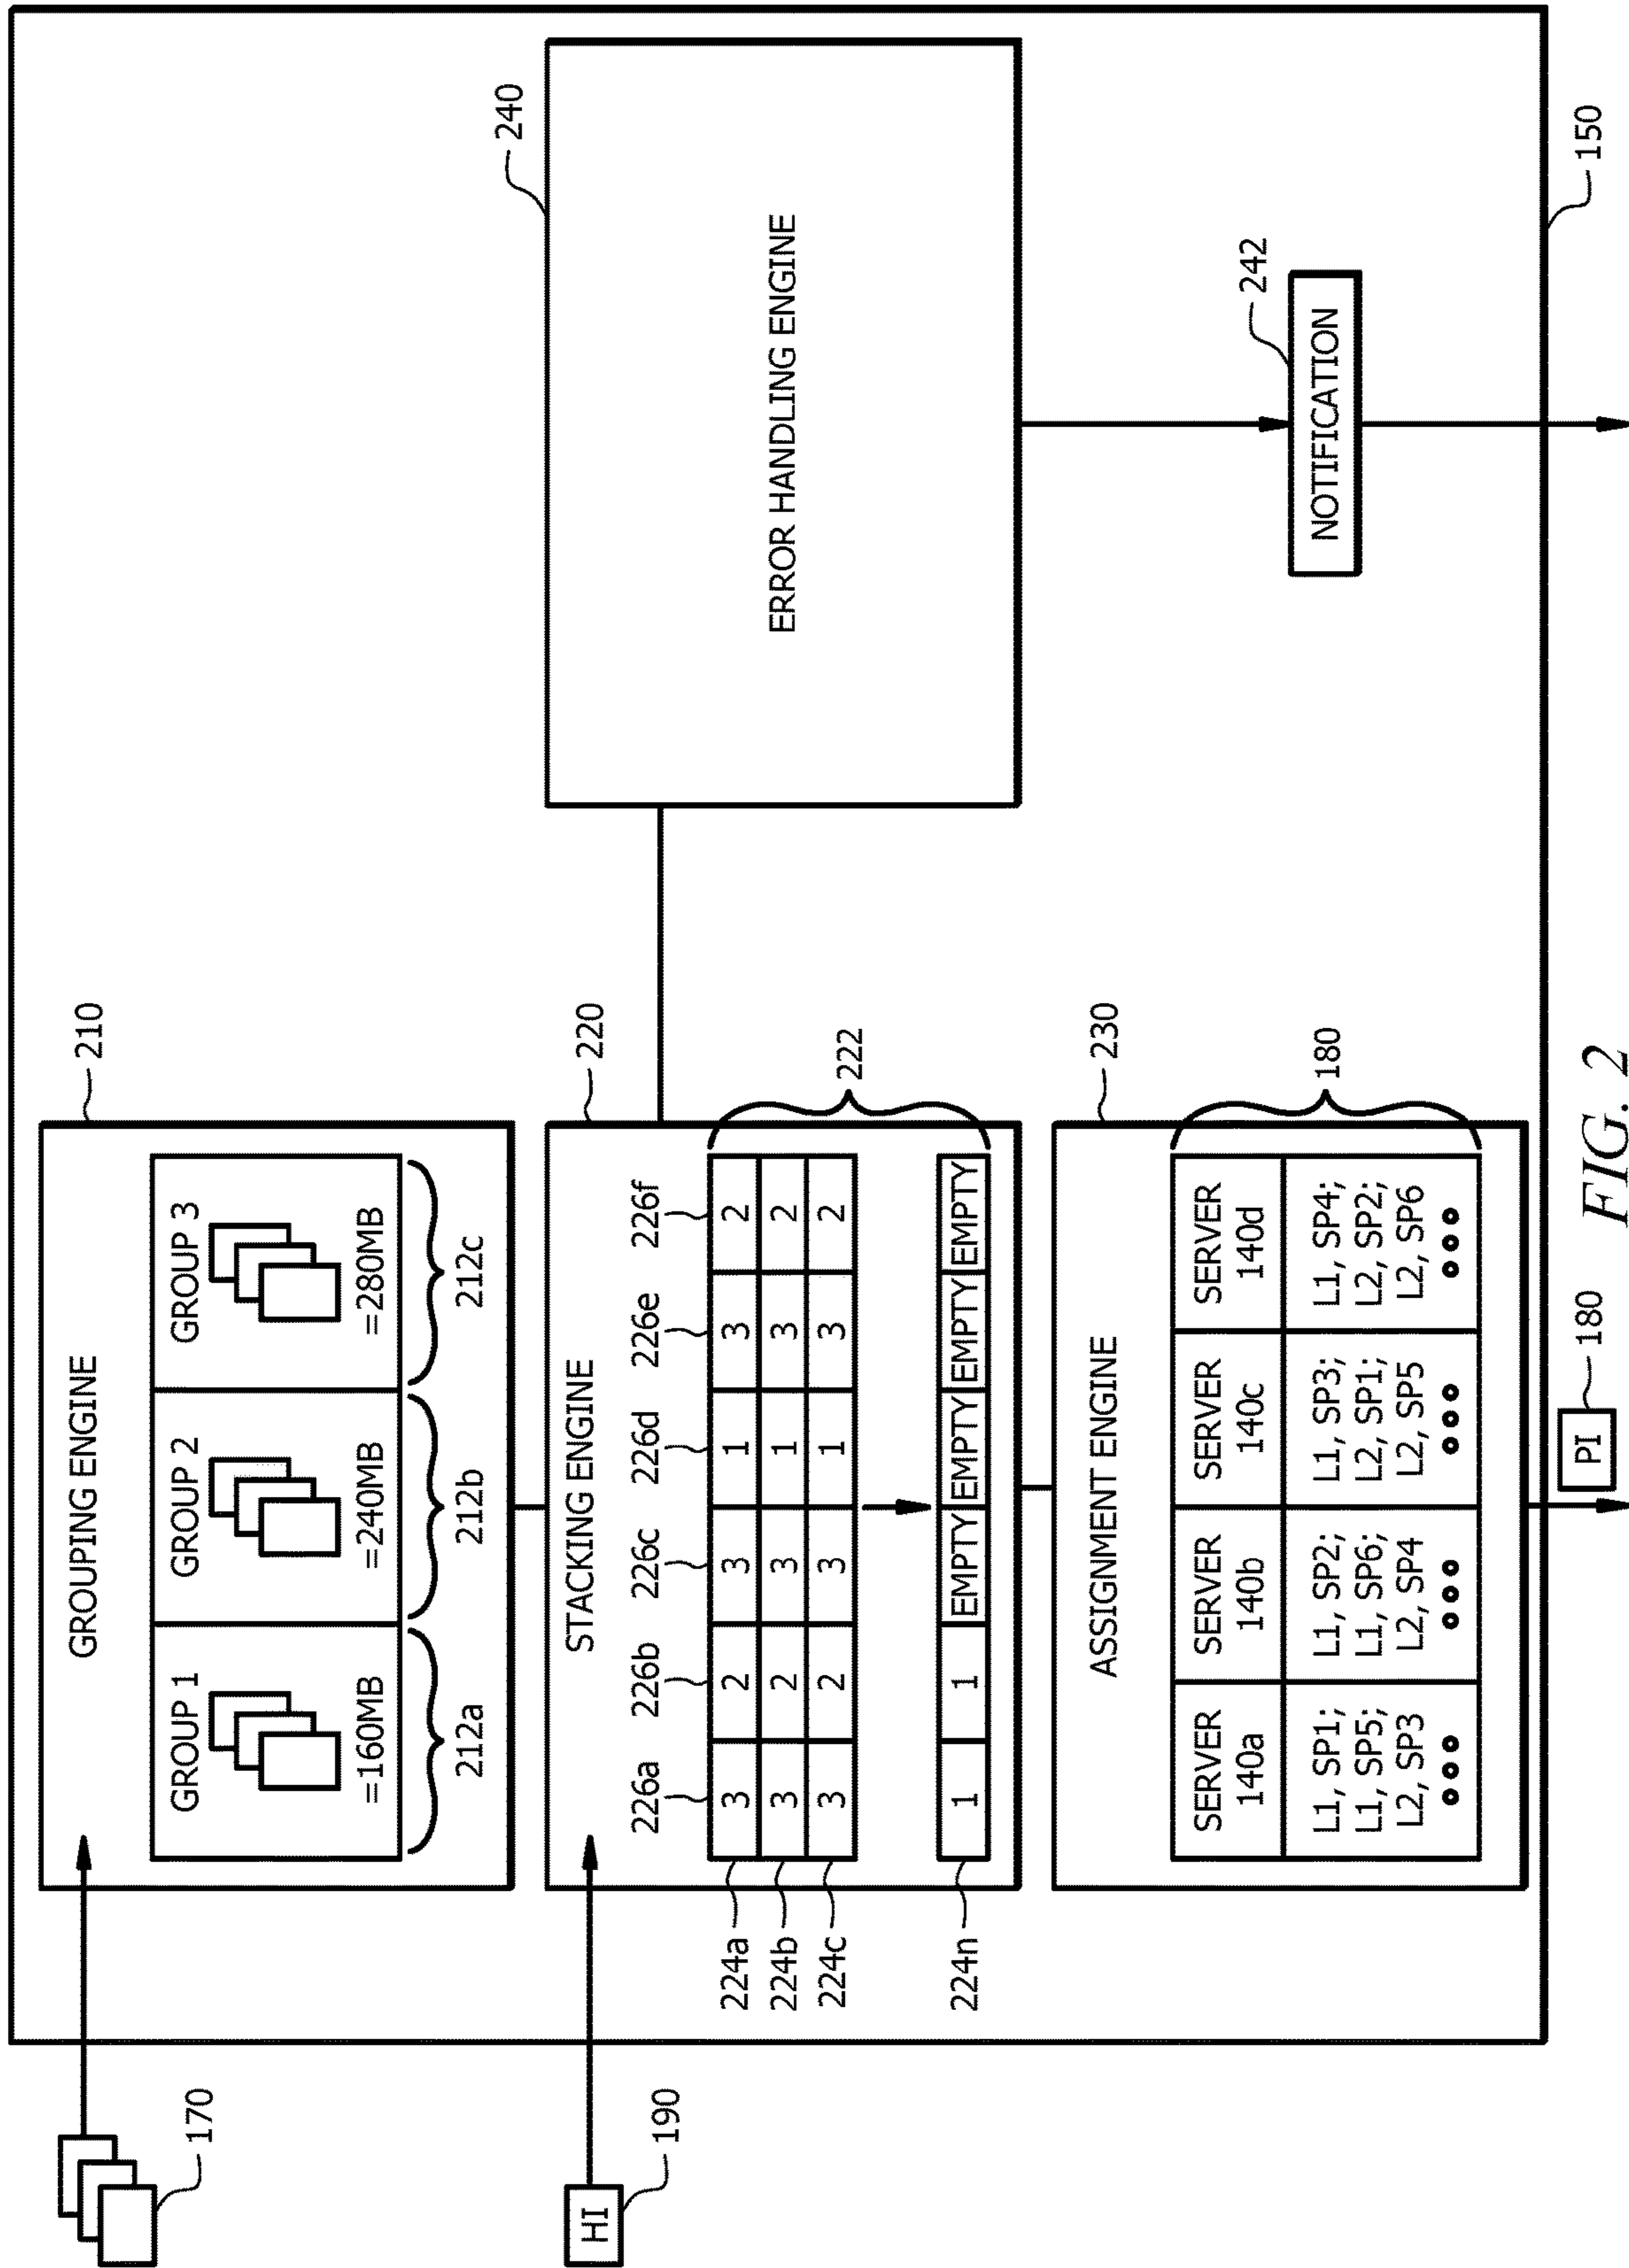 170
HI
190
GROUPING ENGINE
210
GROUP 1
=160MB
GROUP 2
=240MB
GROUP 3
=280MB
212a
212b
212c
STACKING ENGINE
220
226a
226b
226c
226d
226e
226f
224a
3 2 3 1 3 2
224b
3 2 3 1 3 2
224c
3 2 3 1 3 2
224n
1 1 EMPTY EMPTY EMPTY EMPTY
222
ASSIGNMENT ENGINE
230
SERVER
140a
SERVER
140b
SERVER
140c
SERVER
140d
L1, SP1;
L1, SP5;
L2, SP3
L1, SP2;
L1, SP6;
L2, SP4
L1, SP3;
L2, SP1;
L2, SP5
L1, SP4;
L2, SP2;
L2, SP6
180
ERROR HANDLING ENGINE
240
NOTIFICATION
242
150
PI
180
FIG. 2